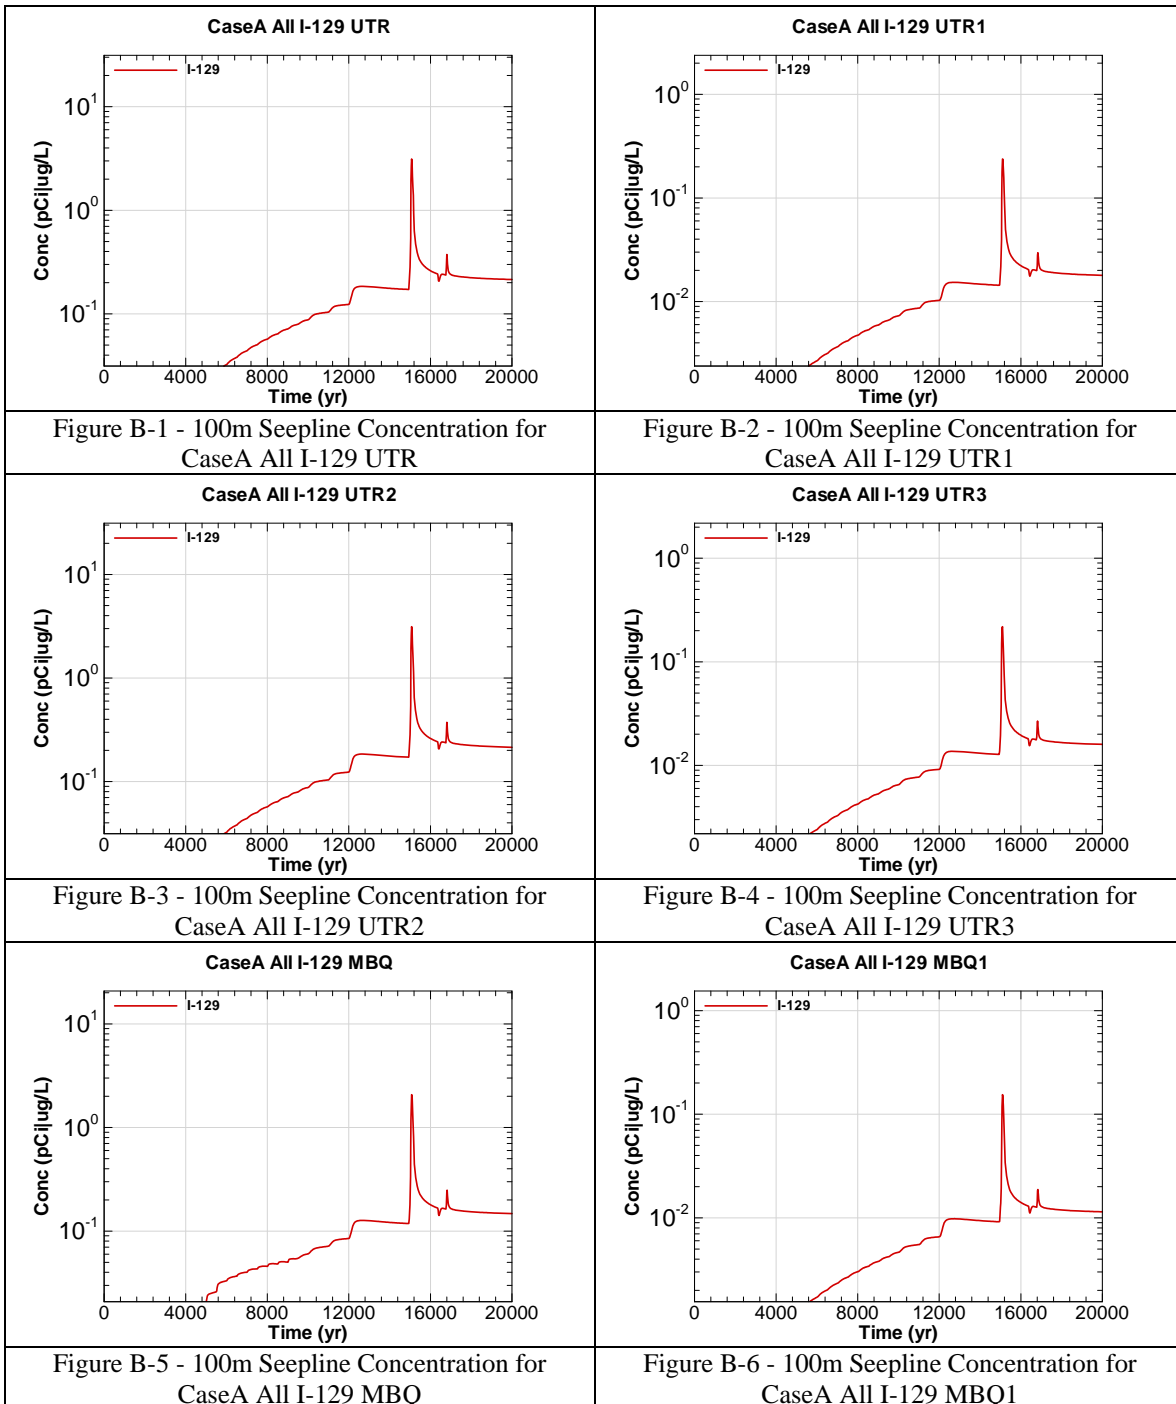 CaseA All I-129 UTR
I-129
10^1
10^0
10^-1
Conc (pCi|ug/L)
0 4000 8000 12000 16000 20000
Time (yr)
Figure B-1 - 100m Seepline Concentration for
CaseA All I-129 UTR
CaseA All I-129 UTR1
I-129
10^0
10^-1
10^-2
Conc (pCi|ug/L)
0 4000 8000 12000 16000 20000
Time (yr)
Figure B-2 - 100m Seepline Concentration for
CaseA All I-129 UTR1
CaseA All I-129 UTR2
I-129
10^1
10^0
10^-1
Conc (pCi|ug/L)
0 4000 8000 12000 16000 20000
Time (yr)
Figure B-3 - 100m Seepline Concentration for
CaseA All I-129 UTR2
CaseA All I-129 UTR3
I-129
10^0
10^-1
10^-2
Conc (pCi|ug/L)
0 4000 8000 12000 16000 20000
Time (yr)
Figure B-4 - 100m Seepline Concentration for
CaseA All I-129 UTR3
CaseA All I-129 MBQ
I-129
10^1
10^0
10^-1
Conc (pCi|ug/L)
0 4000 8000 12000 16000 20000
Time (yr)
Figure B-5 - 100m Seepline Concentration for
CaseA All I-129 MBQ
CaseA All I-129 MBQ1
I-129
10^0
10^-1
10^-2
Conc (pCi|ug/L)
0 4000 8000 12000 16000 20000
Time (yr)
Figure B-6 - 100m Seepline Concentration for
CaseA All I-129 MBQ1